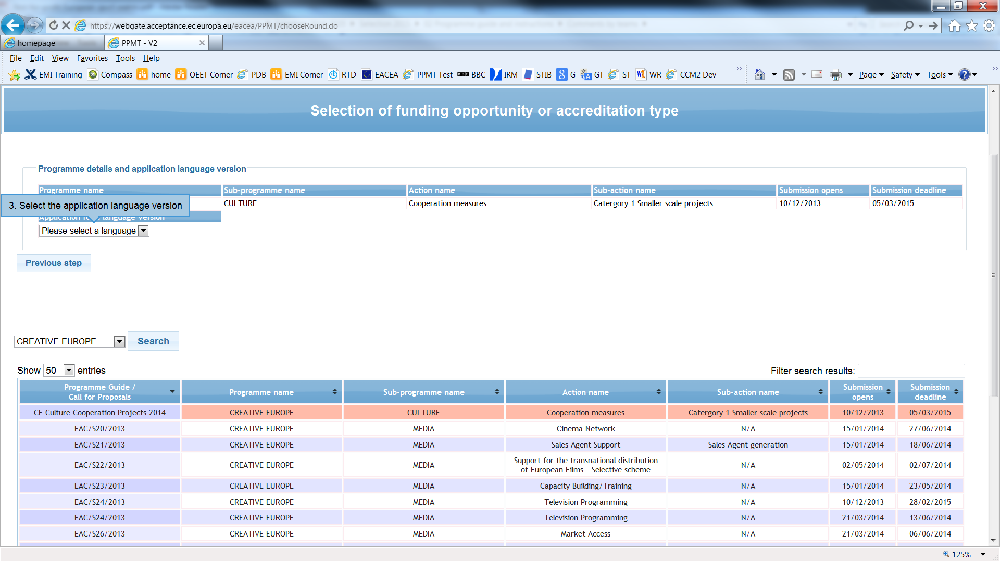 https://webgate.acceptance.ec.europa.eu/eacea/PPMT/chooseRound.do
homepage PPMT - V2
File Edit View Favorites Tools Help
EMI Training Compass home OEET Corner PDB EMI Corner RTD EACEA PPMT Test BBC BBC IRM STIB G GT ST WR CCM2 Dev Page Safety Tools
Selection of funding opportunity or accreditation type
Programme details and application language version
Programme name Sub-programme name Action name Sub-action name Submission opens Submission deadline
3. Select the application language version CULTURE Cooperation measures Catergory 1 Smaller scale projects 10/12/2013 05/03/2015
language version
Please select a language
Previous step
CREATIVE EUROPE Search
Show 50 entries Filter search results:
Programme Guide /
Call for Proposals Programme name Sub-programme name Action name Sub-action name Submission opens Submission deadline
CE Culture Cooperation Projects 2014 CREATIVE EUROPE CULTURE Cooperation measures Catergory 1 Smaller scale projects 10/12/2013 05/03/2015
EAC/S20/2013 CREATIVE EUROPE MEDIA Cinema Network N/A 15/01/2014 27/06/2014
EAC/S21/2013 CREATIVE EUROPE MEDIA Sales Agent Support Sales Agent generation 15/01/2014 18/06/2014
EAC/S22/2013 CREATIVE EUROPE MEDIA Support for the transnational distribution of European Films - Selective scheme N/A 02/05/2014 02/07/2014
EAC/S23/2013 CREATIVE EUROPE MEDIA Capacity Building/Training N/A 15/01/2014 23/05/2014
EAC/S24/2013 CREATIVE EUROPE MEDIA Television Programming N/A 10/12/2013 28/02/2015
EAC/S24/2013 CREATIVE EUROPE MEDIA Television Programming N/A 21/03/2014 13/06/2014
EAC/S26/2013 CREATIVE EUROPE MEDIA Market Access N/A 21/03/2014 06/06/2014
125%